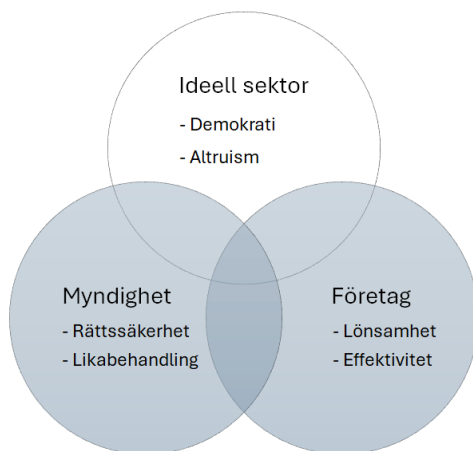 Ideell sektor
- Demokrati
- Altruism
Myndighet
- Rättssäkerhet
- Likabehandling
Företag
- Lönsamhet
- Effektivitet